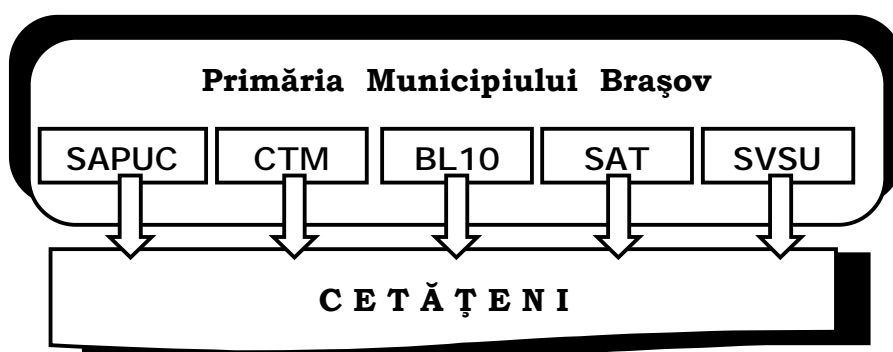 Primăria Municipiului Braşov
SAPUC CTM BL10 SAT SVSU
C E T Ă Ţ E N I